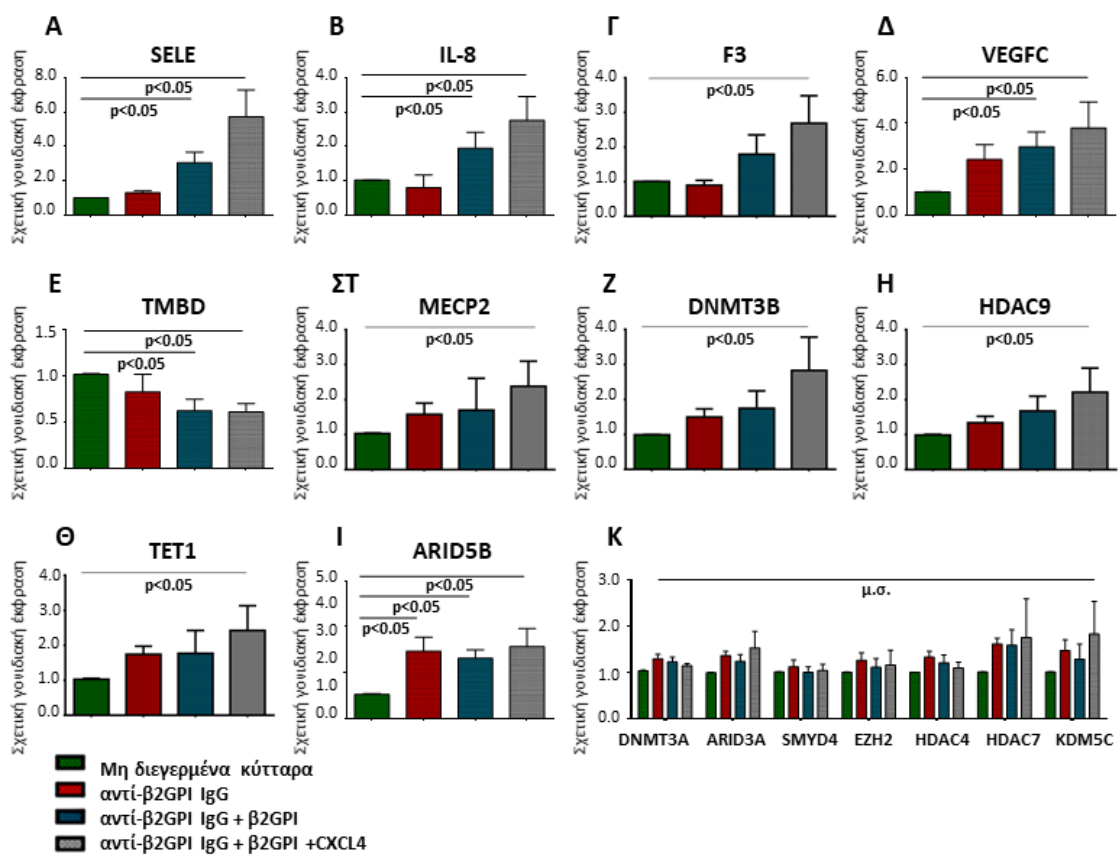 Α
SELE
Σχετική γονιδιακή έκφραση
8.0
6.0
4.0
2.0
0.0
p<0.05
p<0.05
Β
IL-8
Σχετική γονιδιακή έκφραση
4.0
3.0
2.0
1.0
0.0
p<0.05
p<0.05
Γ
F3
Σχετική γονιδιακή έκφραση
4.0
3.0
2.0
1.0
0.0
p<0.05
Δ
VEGFC
Σχετική γονιδιακή έκφραση
6.0
4.0
2.0
0.0
p<0.05
p<0.05
Ε
TMBD
Σχετική γονιδιακή έκφραση
1.5
1.0
0.5
0.0
p<0.05
p<0.05
ΣΤ
MECP2
Σχετική γονιδιακή έκφραση
4.0
3.0
2.0
1.0
0.0
p<0.05
Ζ
DNMT3B
Σχετική γονιδιακή έκφραση
4.0
3.0
2.0
1.0
0.0
p<0.05
Η
HDAC9
Σχετική γονιδιακή έκφραση
4.0
3.0
2.0
1.0
0.0
p<0.05
Θ
TET1
Σχετική γονιδιακή έκφραση
4.0
3.0
2.0
1.0
0.0
p<0.05
Ι
ARID5B
Σχετική γονιδιακή έκφραση
5.0
3.0
2.0
1.0
0.0
p<0.05
p<0.05
p<0.05
Κ
Σχετική γονιδιακή έκφραση
3.0
2.0
1.0
0.0
μ.σ.
DNMT3A ARID3A SMYD4 EZH2 HDAC4 HDAC7 KDM5C
Μη διεγερμένα κύτταρα
αντί-β2GPI IgG
αντί-β2GPI IgG + β2GPI
αντί-β2GPI IgG + β2GPI +CXCL4